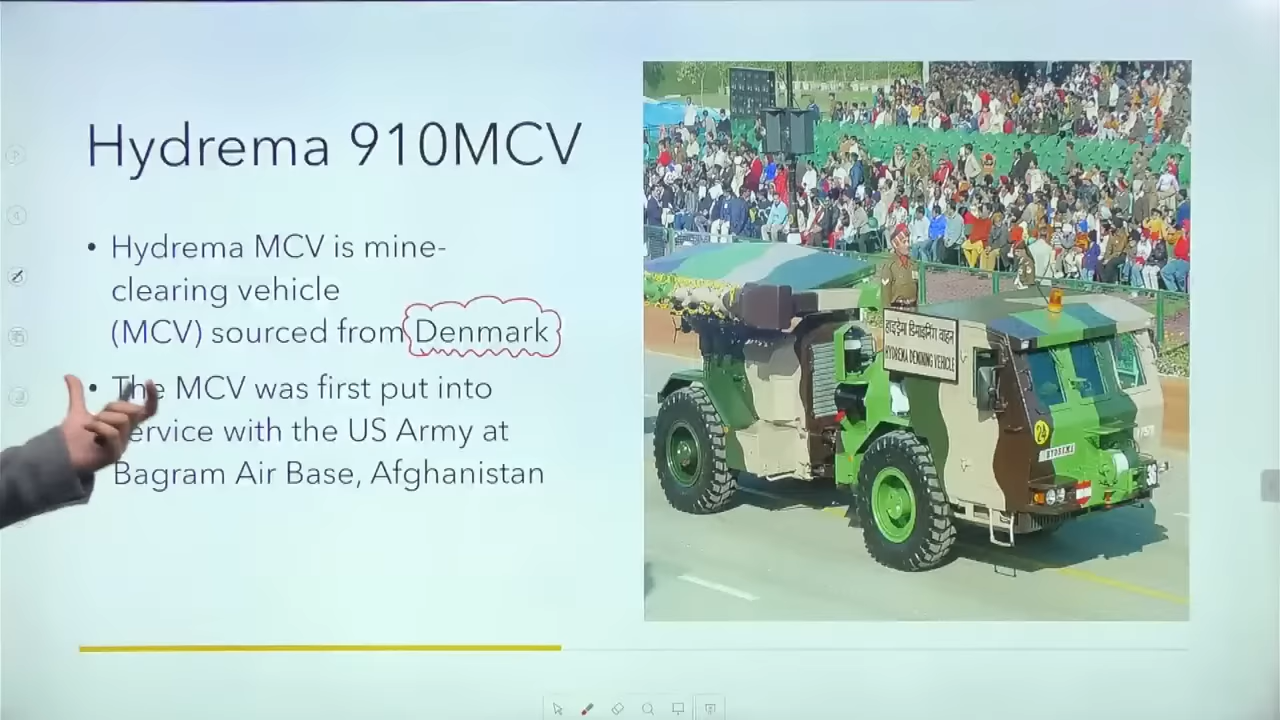 Hydrema 910MCV
• Hydrema MCV is mine-
clearing vehicle
(MCV) sourced from Denmark
• The MCV was first put into
service with the US Army at
Bagram Air Base, Afghanistan
हाइड्रेमा डिमाइनिंग वाहन
HYDREMA DEMINING VEHICLE
HYDREMA